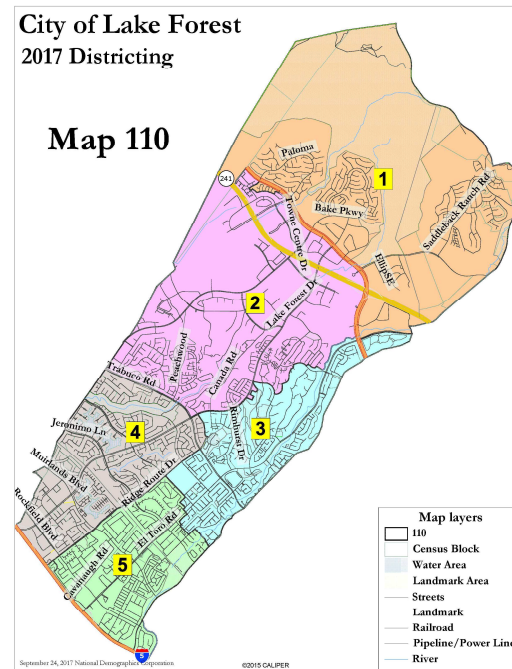 City of Lake Forest
2017 Districting
Map 110
Paloma
241
1
Bake Pkwy
Saddleback Ranch Rd
Towne Centre Dr
EllipSE
2
Lake Forest Dr
Peachwood
Canada Rd
Trabuco Rd
Rimhurst Dr
3
4
Jeronimo Ln
Muirlands Blvd
Ridge Route Dr
Rockfield Blvd
El Toro Rd
Cavanaugh Rd
5
5
Map layers
110
Census Block
Water Area
Landmark Area
Streets
Landmark
Railroad
Pipeline/Power Line
River
September 24, 2017 National Demographics Corporation
©2015 CALIPER